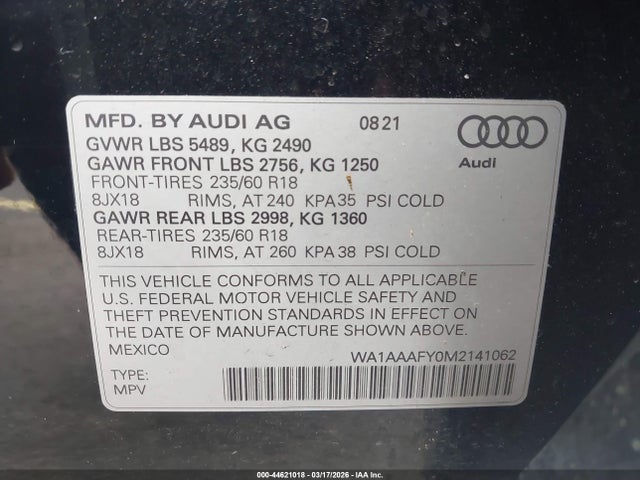 MFD. BY AUDI AG 0821
GVWR LBS 5489, KG 2490
GAWR FRONT LBS 2756, KG 1250
Audi
FRONT-TIRES 235/60 R18
8JX18 RIMS, AT 240 KPA35 PSI COLD
GAWR REAR LBS 2998, KG 1360
REAR-TIRES 235/60 R18
8JX18 RIMS, AT 260 KPA 38 PSI COLD
THIS VEHICLE CONFORMS TO ALL APPLICABLE
U.S. FEDERAL MOTOR VEHICLE SAFETY AND
THEFT PREVENTION STANDARDS IN EFFECT ON
THE DATE OF MANUFACTURE SHOWN ABOVE.
MEXICO WA1AAAFY0M2141062
TYPE:
MPV
000-44621018 - 03/17/2026 - IAA Inc.